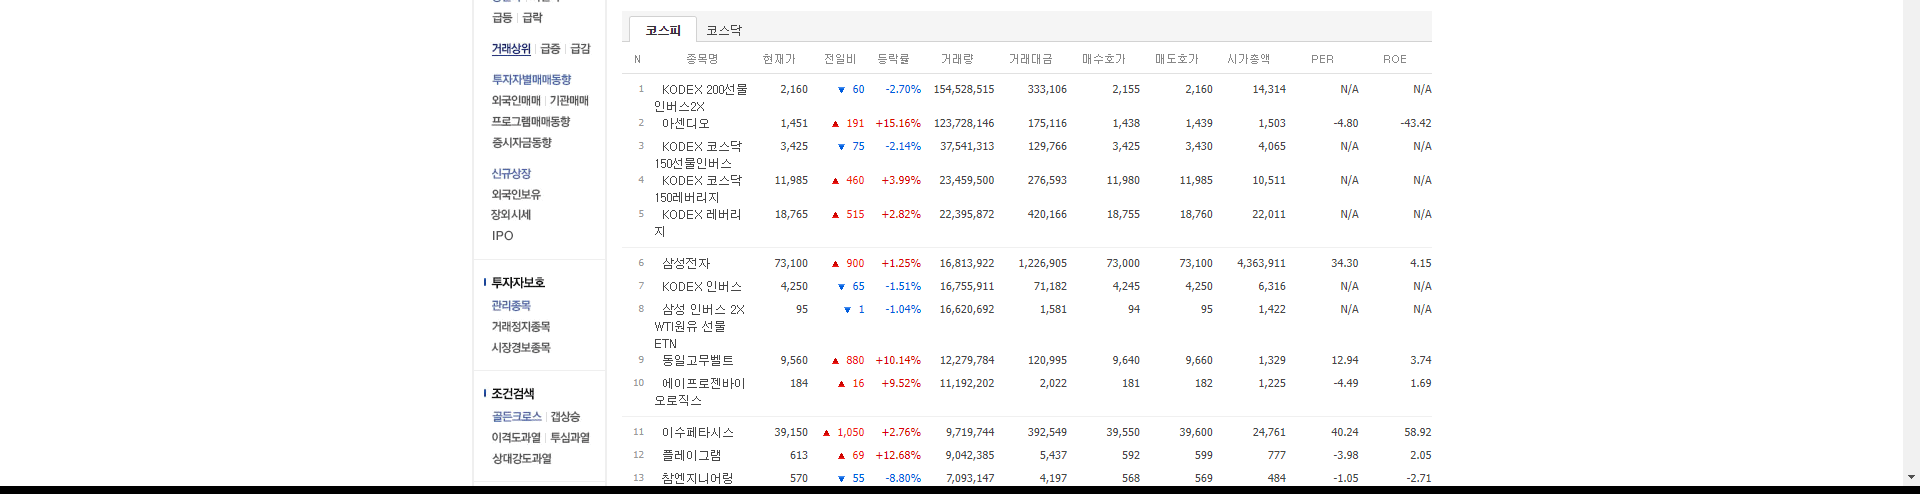 급등 | 급락
거래상위 | 급증 | 급감
투자자별매매동향
외국인매매 | 기관매매
프로그램매매동향
증시자금동향
신규상장
외국인보유
장외시세
IPO
투자자보호
관리종목
거래정지종목
시장경보종목
조건검색
골든크로스 | 갭상승
이격도과열 | 투심과열
상대강도과열
코스피 코스닥
N 종목명 현재가 전일비 등락률 거래량 거래대금 매수호가 매도호가 시가총액 PER ROE
1 KODEX 200선물 2,160 ▼ 60 -2.70% 154,528,515 333,106 2,155 2,160 14,314 N/A N/A
인버스2X
2 아센디오 1,451 ▲ 191 +15.16% 123,728,146 175,116 1,438 1,439 1,503 -4.80 -43.42
3 KODEX 코스닥 3,425 ▼ 75 -2.14% 37,541,313 129,766 3,425 3,430 4,065 N/A N/A
150선물인버스
4 KODEX 코스닥 11,985 ▲ 460 +3.99% 23,459,500 276,593 11,980 11,985 10,511 N/A N/A
150레버리지
5 KODEX 레버리 18,765 ▲ 515 +2.82% 22,395,872 420,166 18,755 18,760 22,011 N/A N/A
지
6 삼성전자 73,100 ▲ 900 +1.25% 16,813,922 1,226,905 73,000 73,100 4,363,911 34.30 4.15
7 KODEX 인버스 4,250 ▼ 65 -1.51% 16,755,911 71,182 4,245 4,250 6,316 N/A N/A
8 삼성 인버스 2X 95 ▼ 1 -1.04% 16,620,692 1,581 94 95 1,422 N/A N/A
WTI원유 선물
ETN
9 동일고무벨트 9,560 ▲ 880 +10.14% 12,279,784 120,995 9,640 9,660 1,329 12.94 3.74
10 에이프로젠바이 184 ▲ 16 +9.52% 11,192,202 2,022 181 182 1,225 -4.49 1.69
오로직스
11 이수페타시스 39,150 ▲ 1,050 +2.76% 9,719,744 392,549 39,550 39,600 24,761 40.24 58.92
12 플레이그램 613 ▲ 69 +12.68% 9,042,385 5,437 592 599 777 -3.98 2.05
13 참엔지니어링 570 ▼ 55 -8.80% 7,093,147 4,197 568 569 484 -1.05 -2.71